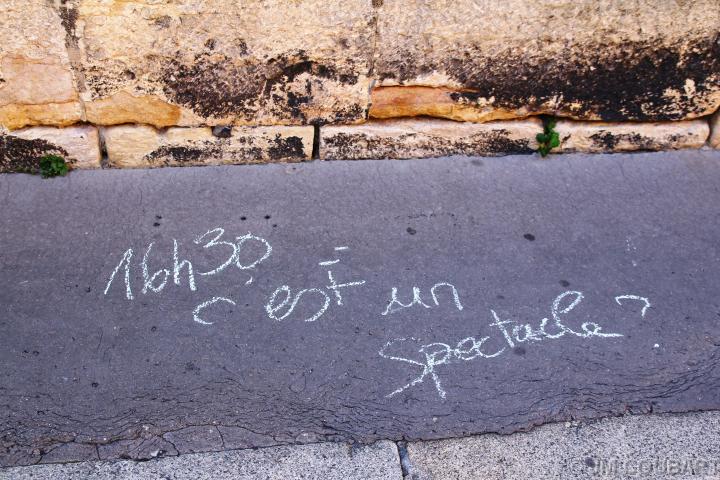 16h30
c'est un
spectacle?